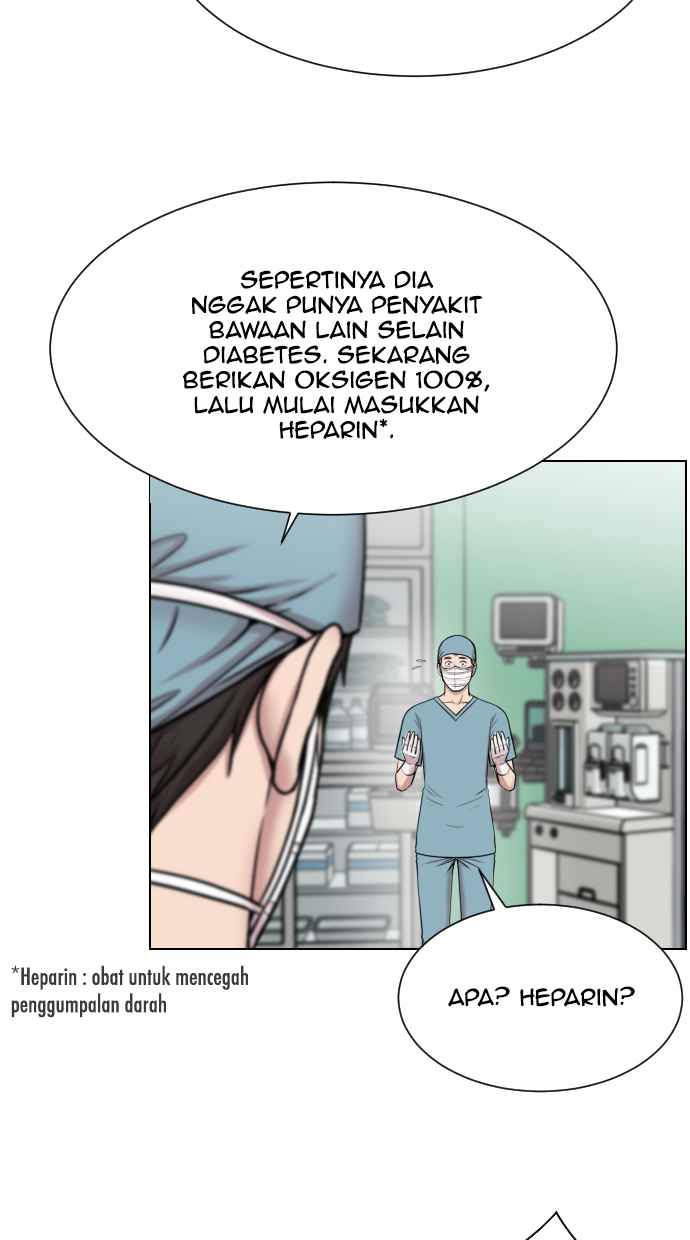 SEPERTINYA DIA
NGGAK PUNYA PENYAKIT
BAWAAN LAIN SELAIN
DIABETES. SEKARANG
BERIKAN OKSIGEN 100%,
LALU MULAI MASUKKAN
HEPARIN*.
*Heparin : obat untuk mencegah
penggumpalan darah
APA? HEPARIN?